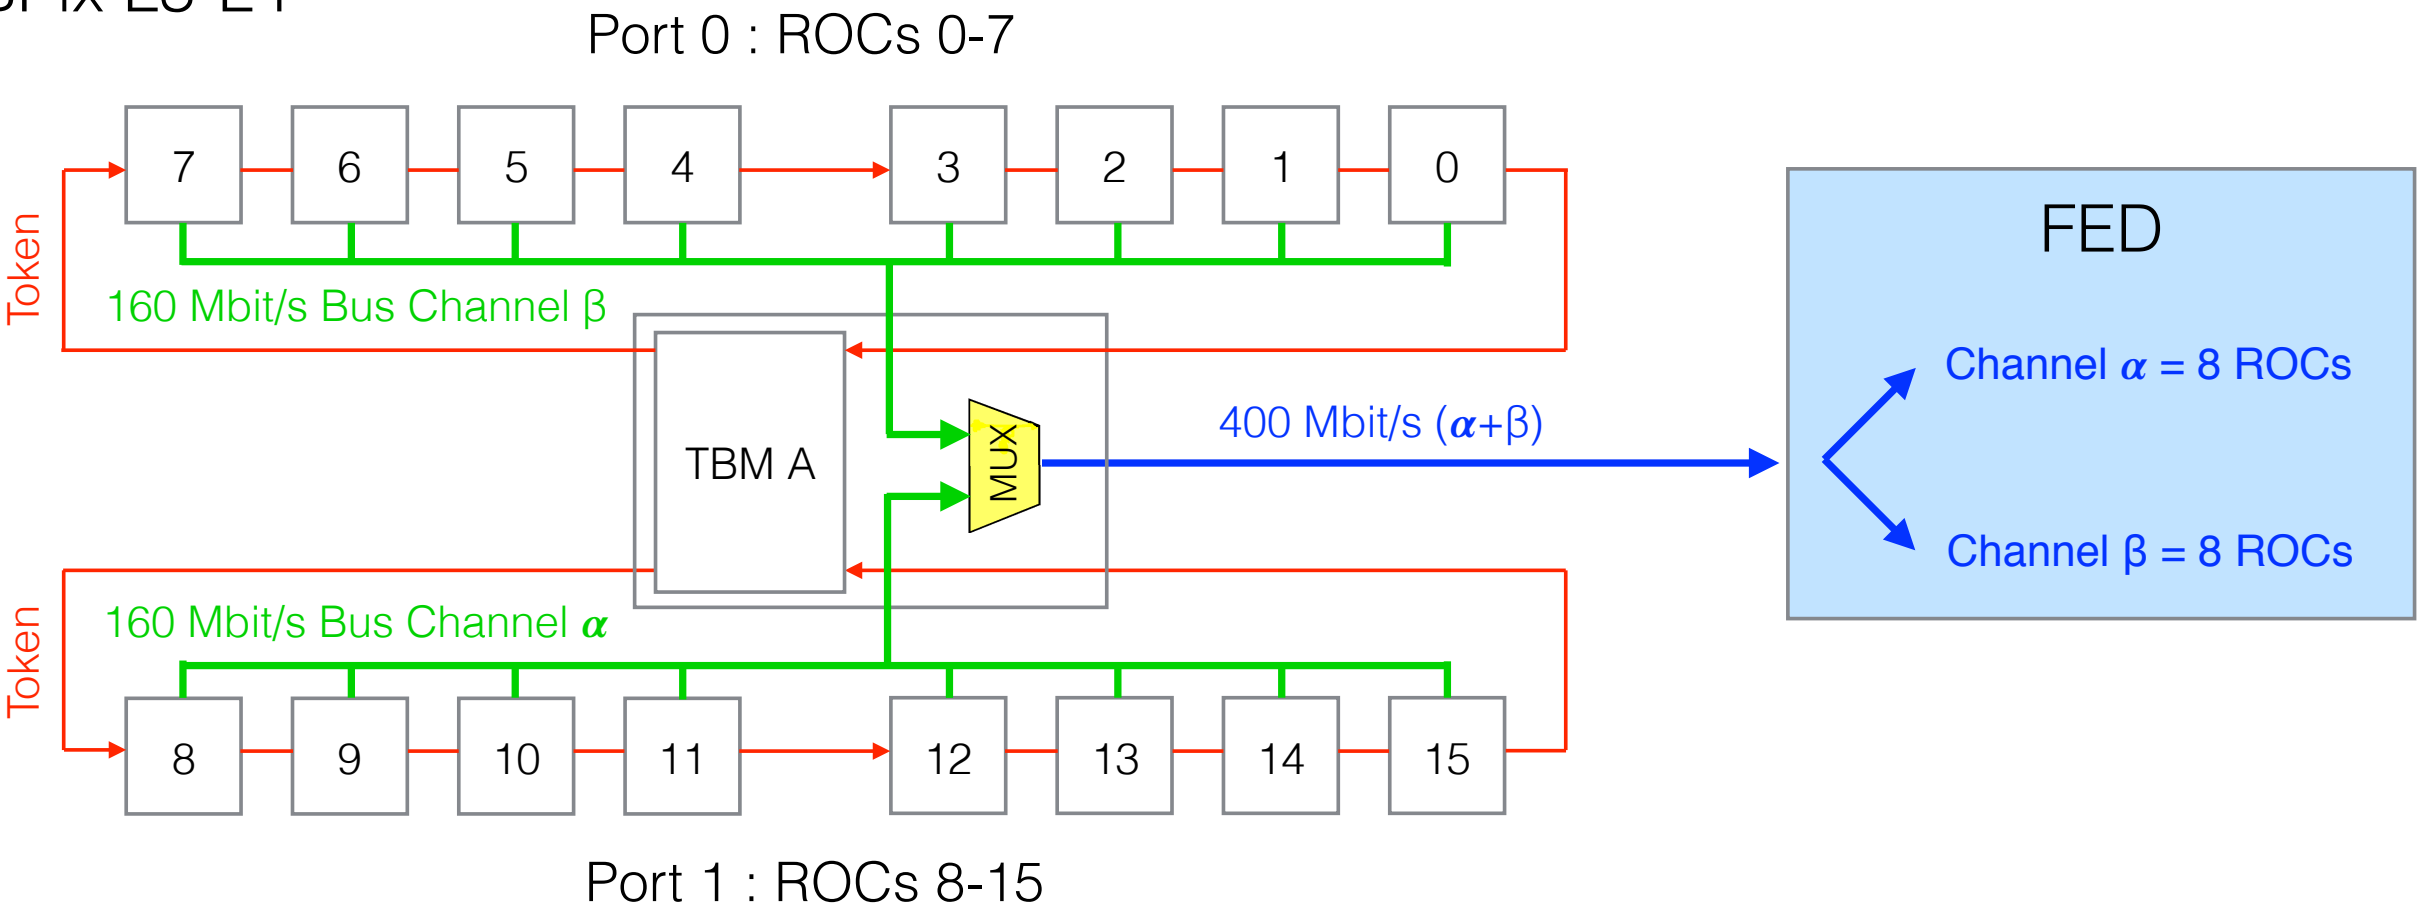 Port 0 : ROCs 0-7
7 6 5 4 3 2 1 0
Token
160 Mbit/s Bus Channel β
FED
TBM A
MUX
400 Mbit/s (α+β)
Channel α = 8 ROCs
Channel β = 8 ROCs
Token
160 Mbit/s Bus Channel α
8 9 10 11 12 13 14 15
Port 1 : ROCs 8-15